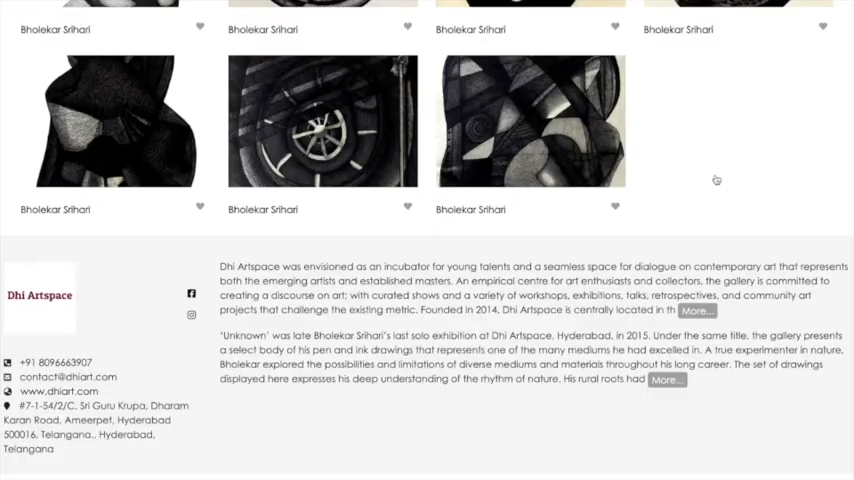 Bholekar Srihari
Bholekar Srihari
Bholekar Srihari
Bholekar Srihari
Bholekar Srihari
Bholekar Srihari
Bholekar Srihari
Dhi Artspace
+91 8096663907
contact@dhiart.com
www.dhiart.com
#7-1-54/2/C, Sri Guru Krupa, Dharam
Karan Road, Ameerpet, Hyderabad
500016, Telangana., Hyderabad,
Telangana
Dhi Artspace was envisioned as an incubator for young talents and a seamless space for dialogue on contemporary art that represents
both the emerging artists and established masters. An empirical centre for art enthusiasts and collectors, the gallery is committed to
creating a discourse on art; with curated shows and a variety of workshops, exhibitions, talks, retrospectives, and community art
projects that challenge the existing metric. Founded in 2014, Dhi Artspace is centrally located in th More...
'Unknown' was late Bholekar Srihari's last solo exhibition at Dhi Artspace, Hyderabad, in 2015. Under the same title, the gallery presents
a select body of his pen and ink drawings that represents one of the many mediums he had excelled in. A true experimenter in nature,
Bholekar explored the possibilities and limitations of diverse mediums and materials throughout his long career. The set of drawings
displayed here expresses his deep understanding of the rhythm of nature. His rural roots had More...